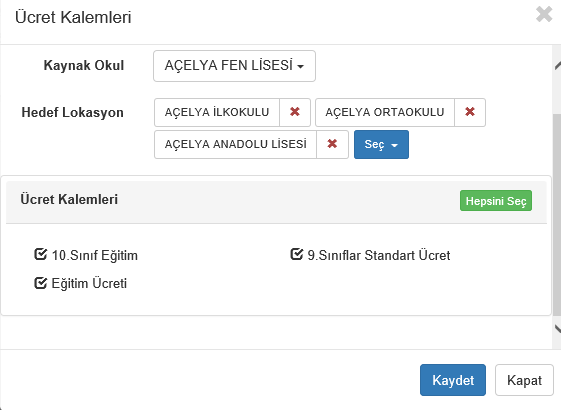 Ücret Kalemleri
Kaynak Okul AÇELYA FEN LİSESİ
Hedef Lokasyon AÇELYA İLKOKULU AÇELYA ORTAOKULU
AÇELYA ANADOLU LİSESİ Seç
Ücret Kalemleri Hepsini Seç
10.Sınıf Eğitim 9.Sınıflar Standart Ücret
Eğitim Ücreti
Kaydet Kapat